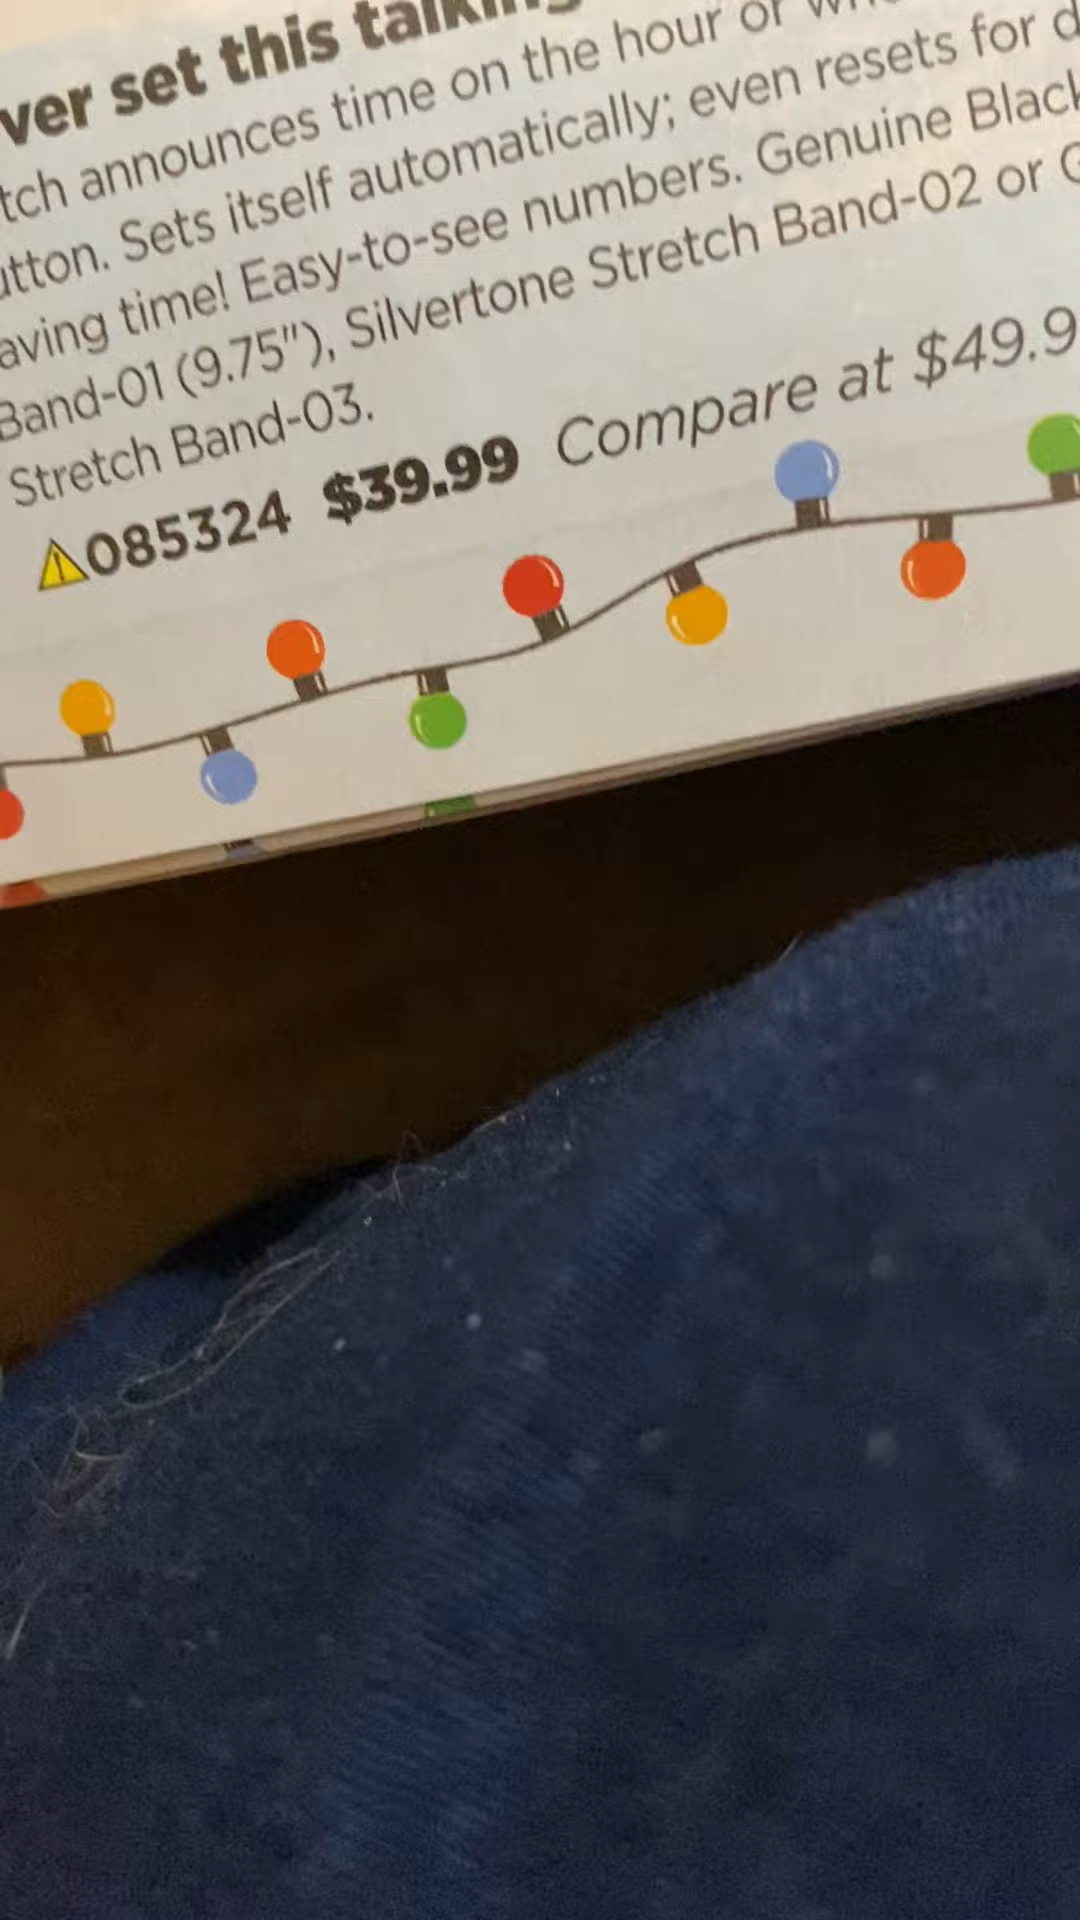 ver set this talking
tch announces time on the hour or
utton. Sets itself automatically; even resets for d
aving time! Easy-to-see numbers. Genuine Black
Band-01 (9.75"), Silvertone Stretch Band-02 or G
Stretch Band-03.
085324 $39.99 Compare at $49.9